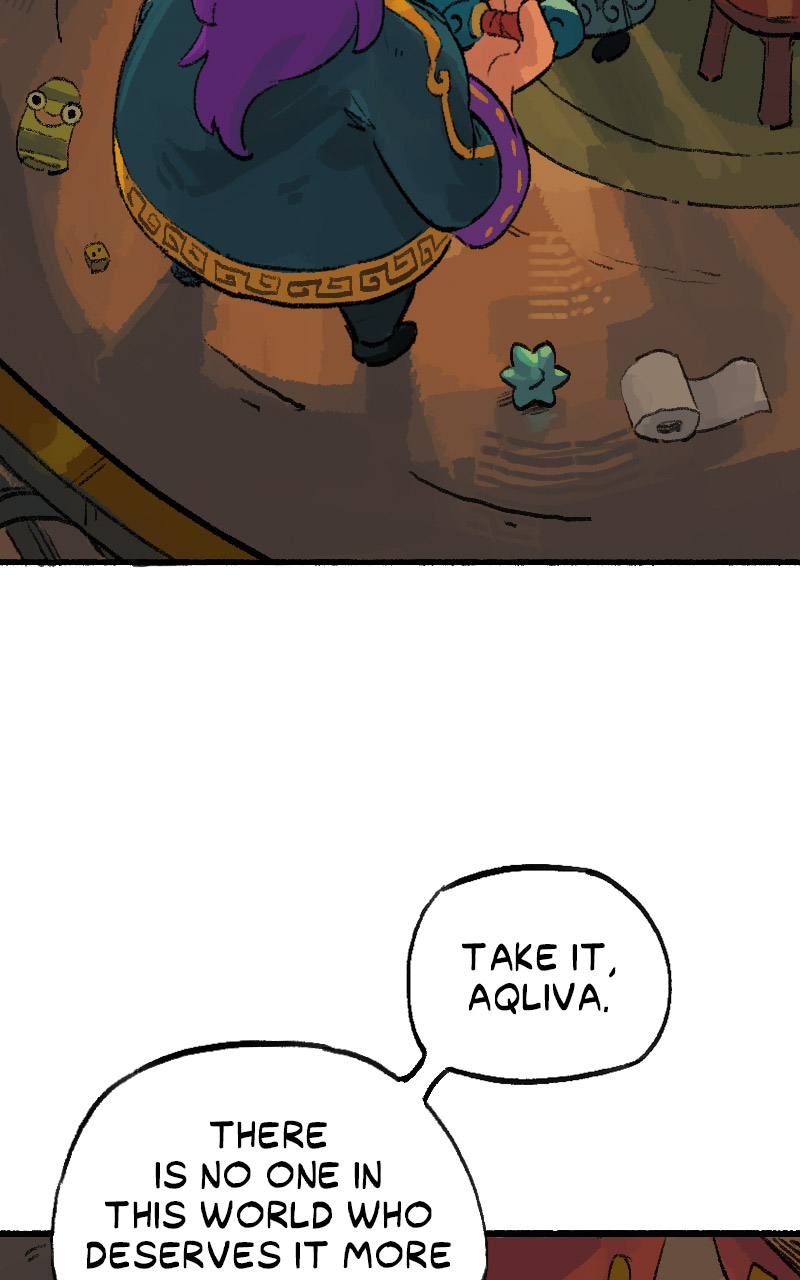 TAKE IT,
AQLIVA.
THERE
IS NO ONE IN
THIS WORLD WHO
DESERVES IT MORE